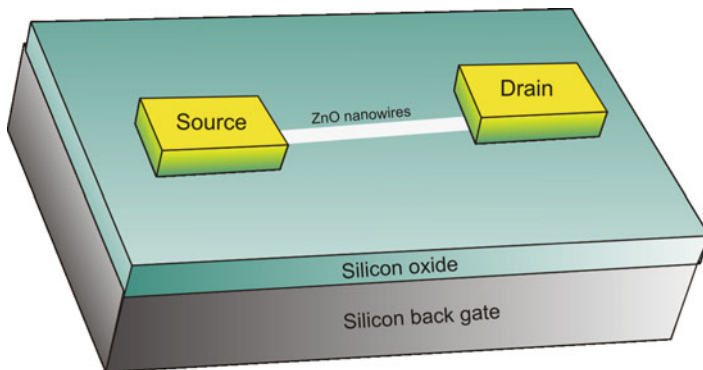 Drain
Source
ZnO nanowires
Silicon oxide
Silicon back gate